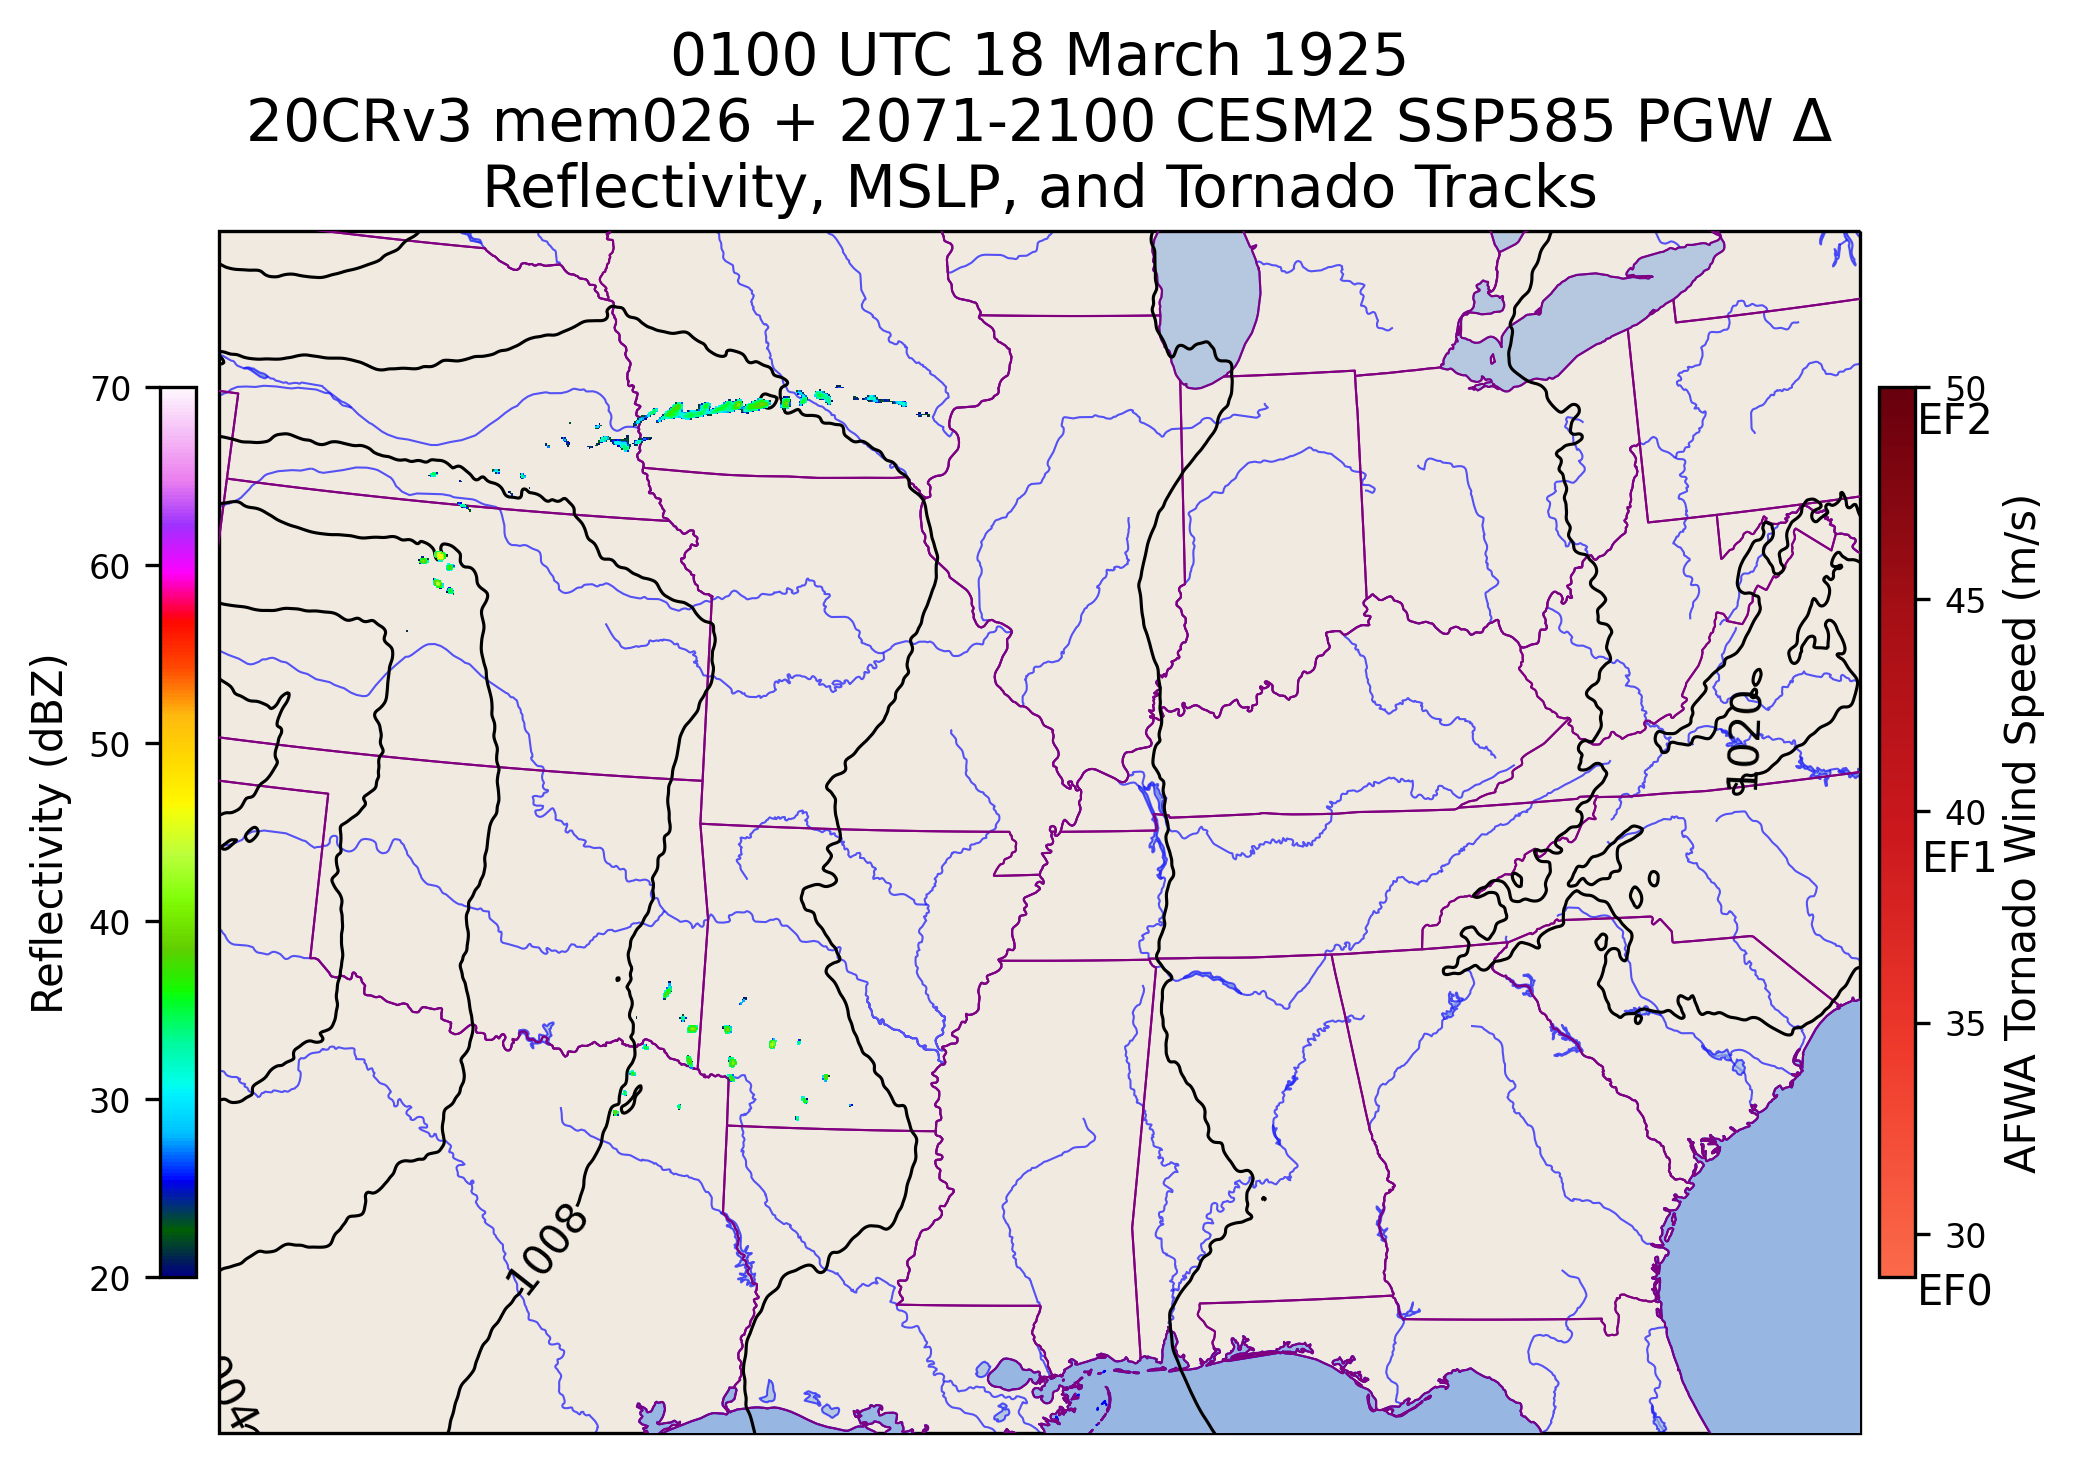 0100 UTC 18 March 1925
20CRv3 mem026 + 2071-2100 CESM2 SSP585 PGW Δ
Reflectivity, MSLP, and Tornado Tracks
70
60
50
40
30
20
Reflectivity (dBZ)
1020
1008
004
50
EF2
45
40
EF1
35
30
EF0
AFWA Tornado Wind Speed (m/s)